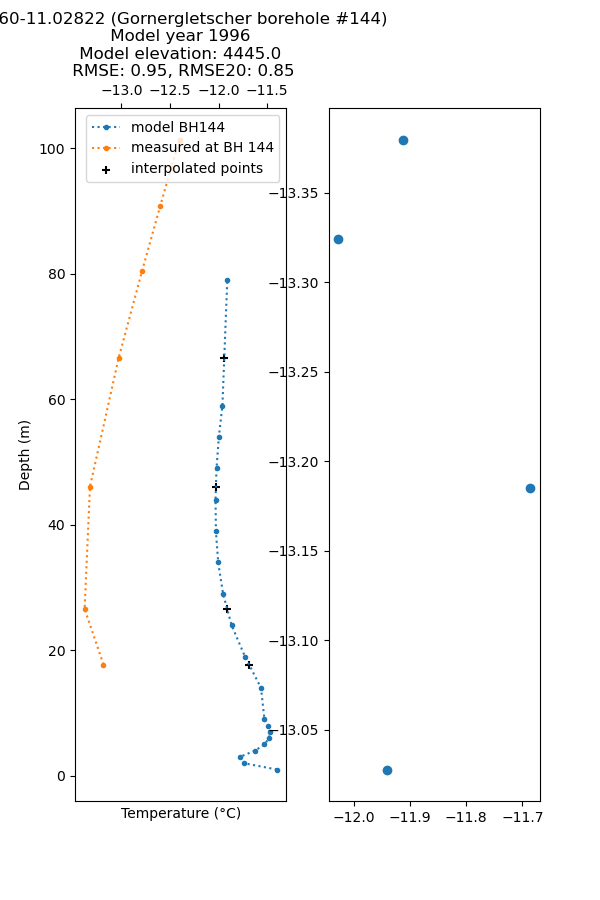 60-11.02822 (Gornergletscher borehole #144)
Model year 1996
Model elevation: 4445.0
RMSE: 0.95, RMSE20: 0.85
−13.0 −12.5 −12.0 −11.5
model BH144
measured at BH 144
interpolated points
100
80
60
40
20
0
Depth (m)
Temperature (°C)
−13.35
−13.30
−13.25
−13.20
−13.15
−13.10
−13.05
−12.0 −11.9 −11.8 −11.7